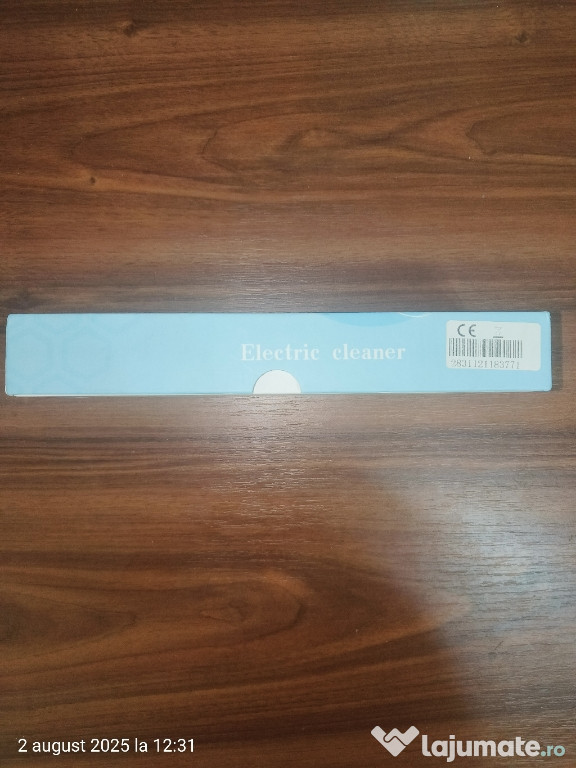 Electric cleaner
CE
2 august 2025 la 12:31
lajumate.ro